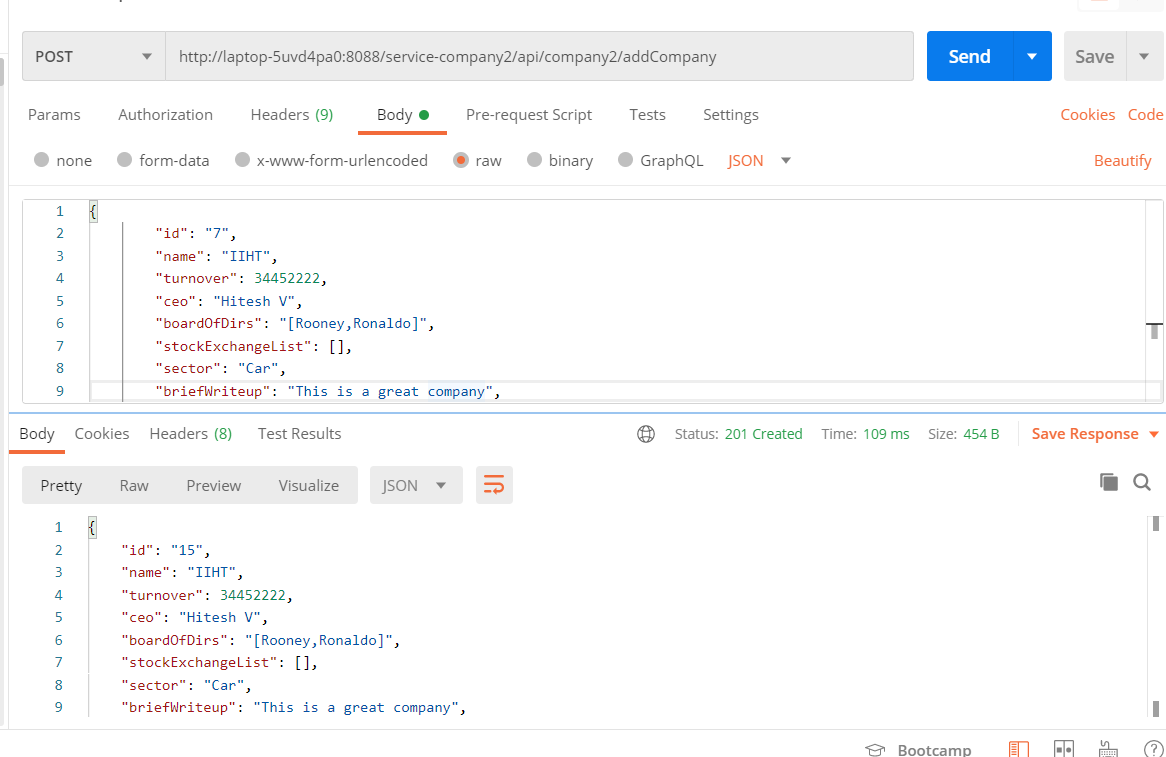 POST http://laptop-5uvd4pa0:8088/service-company2/api/company2/addCompany Send Save
Params Authorization Headers (9) Body Pre-request Script Tests Settings Cookies Code
none form-data x-www-form-urlencoded raw binary GraphQL JSON Beautify
1 {
2 "id": "7",
3 "name": "IIHT",
4 "turnover": 34452222,
5 "ceo": "Hitesh V",
6 "boardOfDirs": "[Rooney,Ronaldo]",
7 "stockExchangeList": [],
8 "sector": "Car",
9 "briefWriteup": "This is a great company",
Body Cookies Headers (8) Test Results Status: 201 Created Time: 109 ms Size: 454 B Save Response
Pretty Raw Preview Visualize JSON
1 {
2 "id": "15",
3 "name": "IIHT",
4 "turnover": 34452222,
5 "ceo": "Hitesh V",
6 "boardOfDirs": "[Rooney,Ronaldo]",
7 "stockExchangeList": [],
8 "sector": "Car",
9 "briefWriteup": "This is a great company",
Bootcamp